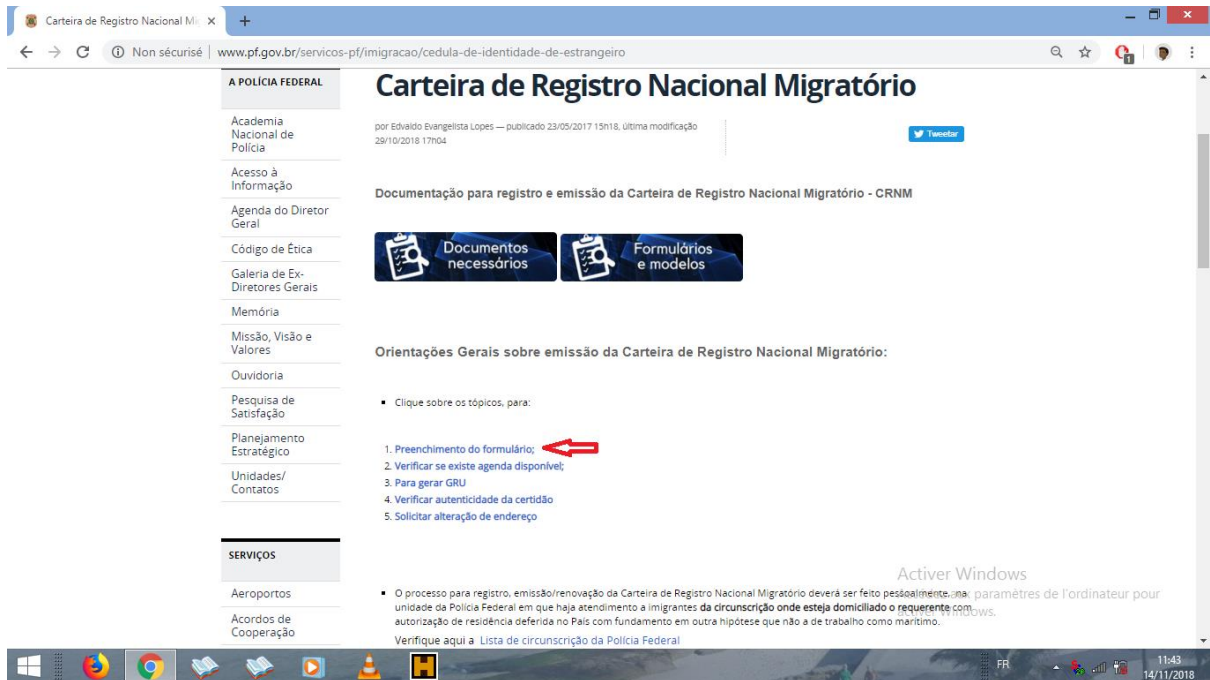 Carteira de Registro Nacional Mi
Non sécurisé | www.pf.gov.br/servicos-pf/imigracao/cedula-de-identidade-de-estrangeiro
1
A POLÍCIA FEDERAL
Academia
Nacional de
Polícia
Acesso à
Informação
Agenda do Diretor
Geral
Código de Ética
Galeria de Ex-
Diretores Gerais
Memória
Missão, Visão e
Valores
Ouvidoria
Pesquisa de
Satisfação
Planejamento
Estratégico
Unidades/
Contatos
SERVIÇOS
Aeroportos
Acordos de
Cooperação
Carteira de Registro Nacional Migratório
por Edvaldo Evangelista Lopes — publicado 23/05/2017 15h18, última modificação
29/10/2018 17h04
Tweetar
Documentação para registro e emissão da Carteira de Registro Nacional Migratório - CRNM
Documentos
necessários
Formulários
e modelos
Orientações Gerais sobre emissão da Carteira de Registro Nacional Migratório:
Clique sobre os tópicos, para:
1. Preenchimento do formulário;
2. Verificar se existe agenda disponível;
3. Para gerar GRU
4. Verificar autenticidade da certidão
5. Solicitar alteração de endereço
O processo para registro, emissão/renovação da Carteira de Registro Nacional Migratório deverá ser feito pessoalmente, na
unidade da Polícia Federal em que haja atendimento a imigrantes da circunscrição onde esteja domiciliado o requerente com
autorização de residência deferida no País com fundamento em outra hipótese que não a de trabalho como marítimo.
Verifique aqui a Lista de circunscrição da Polícia Federal
Activer Windows
paramètres de l'ordinateur pour
FR
11:43
14/11/2018